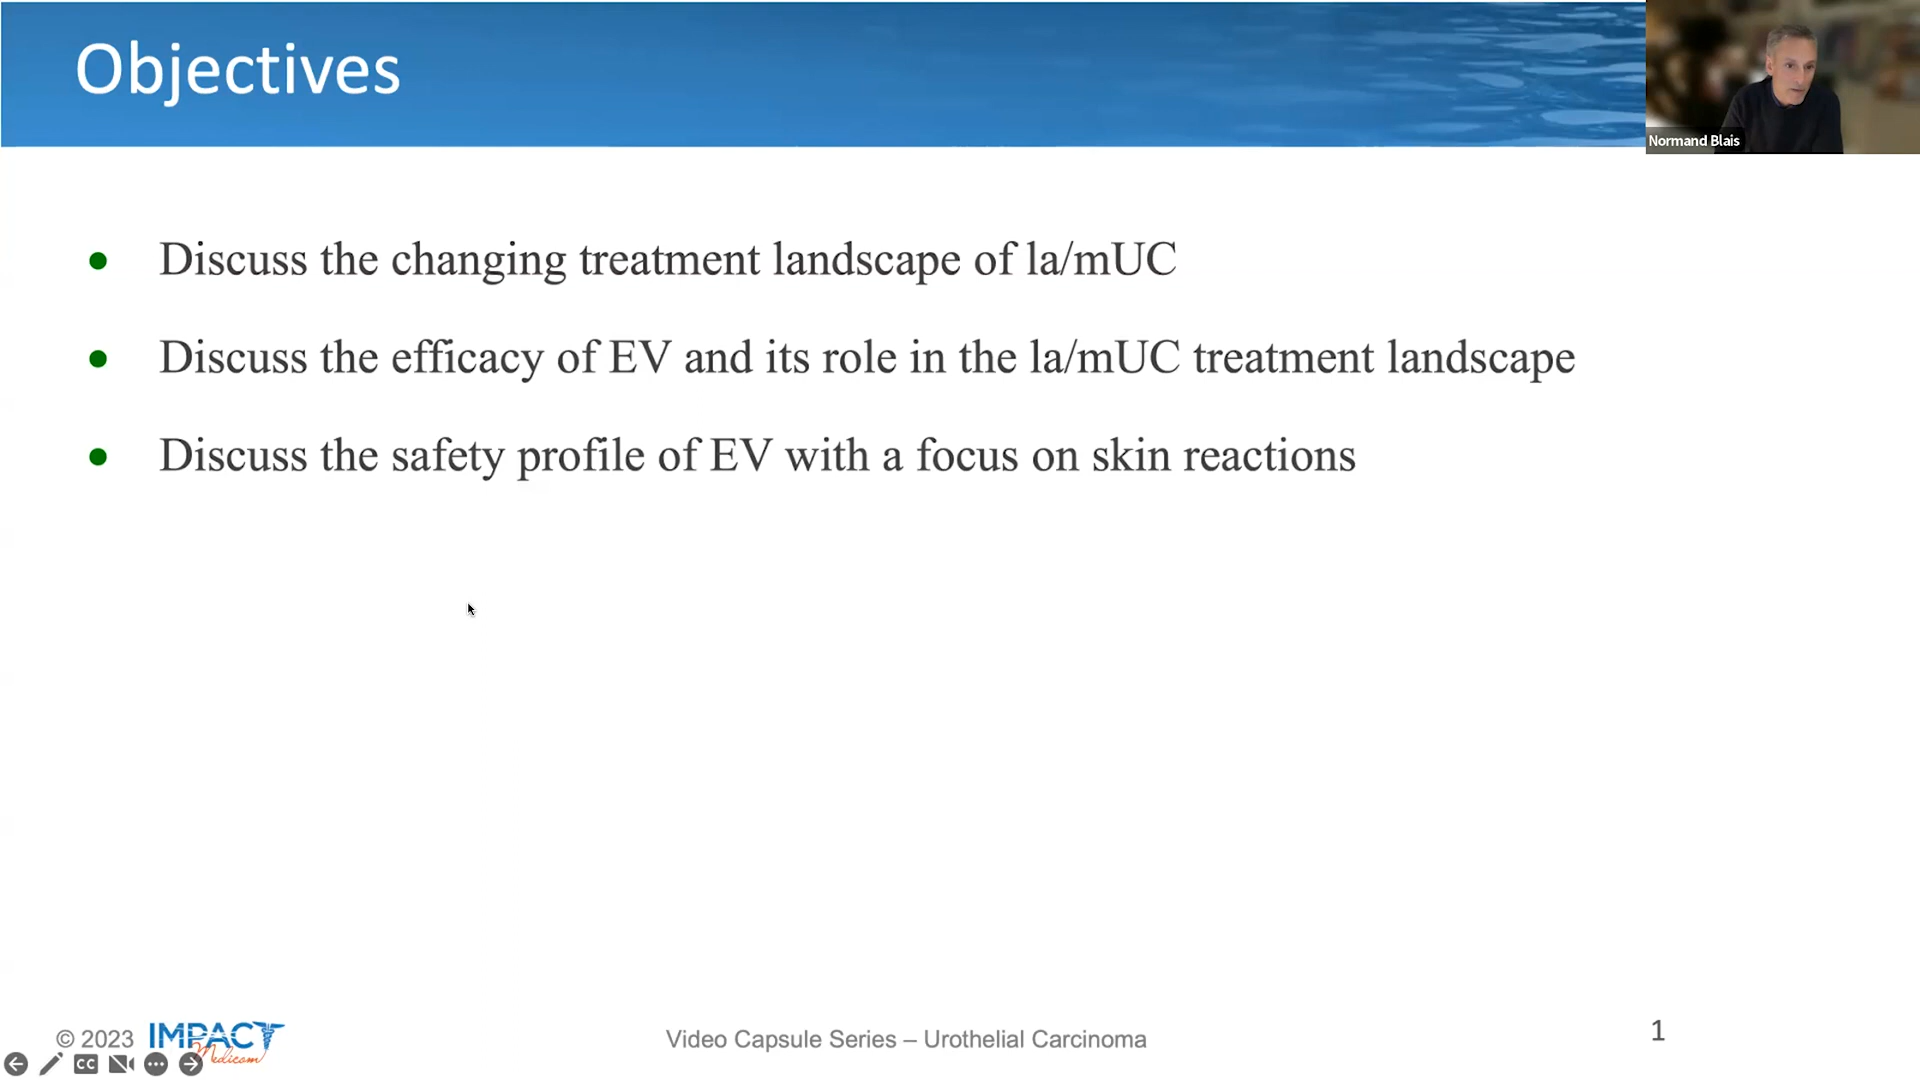 Objectives
Normand Blais
• Discuss the changing treatment landscape of la/mUC
• Discuss the efficacy of EV and its role in the la/mUC treatment landscape
• Discuss the safety profile of EV with a focus on skin reactions
© 2023 IMPACT
Medicom
Video Capsule Series – Urothelial Carcinoma
1
CC